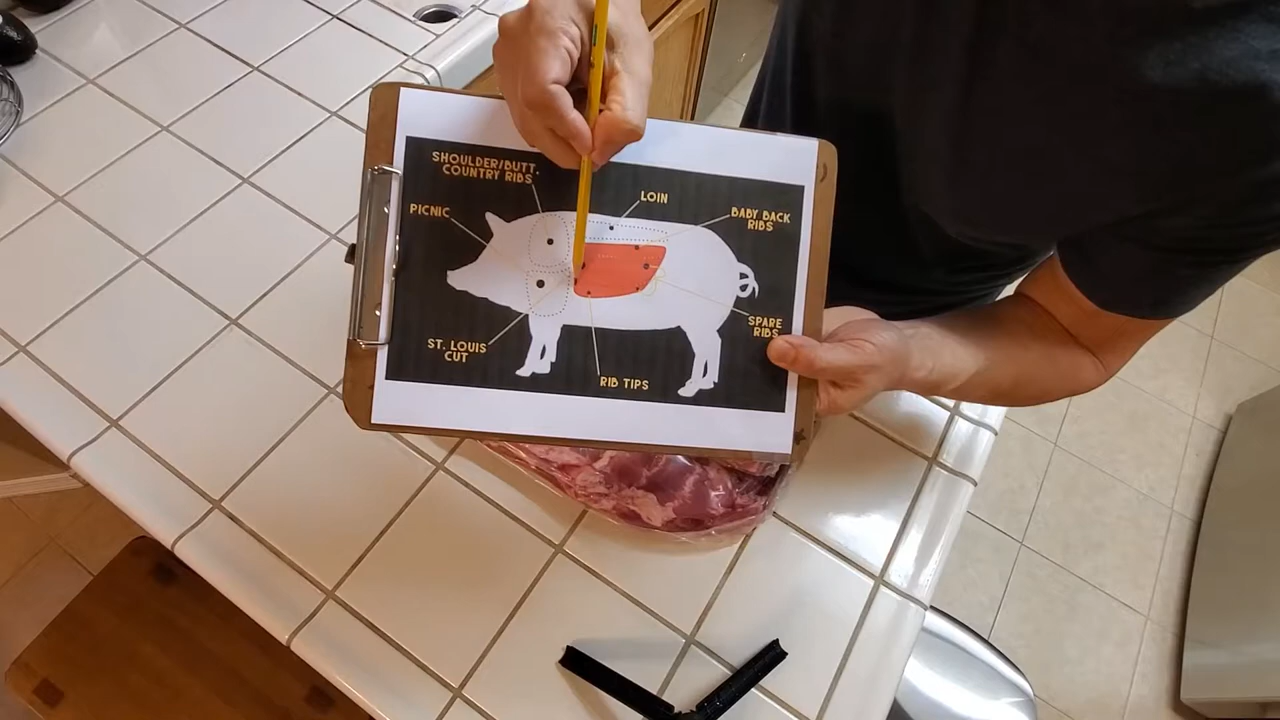 SHOULDER/BUTT.
COUNTRY RIBS
LOIN
PICNIC
BABY BACK
RIBS
SPARE
RIBS
ST. LOUIS
CUT
RIB TIPS